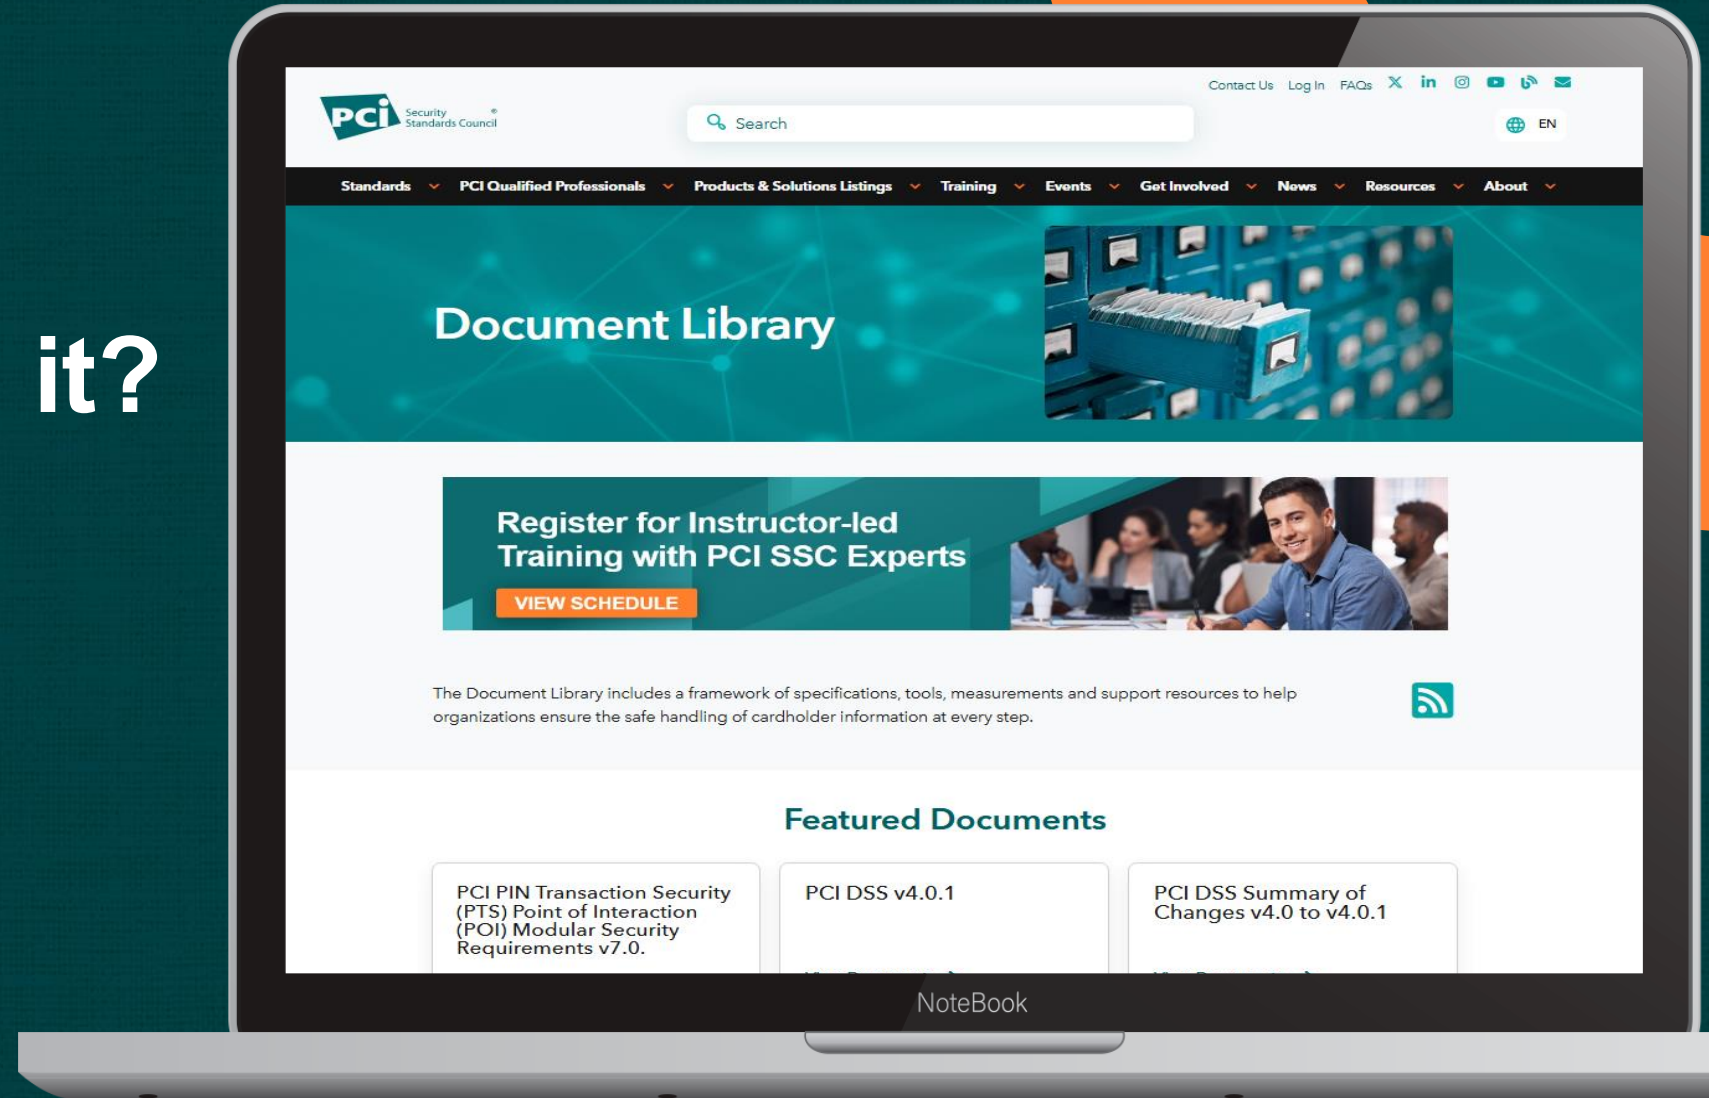 it?
PCI Security Standards Council ®
Search
Contact Us Log In FAQs
EN
Standards PCI Qualified Professionals Products & Solutions Listings Training Events Get Involved News Resources About
Document Library
Register for Instructor-led
Training with PCI SSC Experts
VIEW SCHEDULE
The Document Library includes a framework of specifications, tools, measurements and support resources to help
organizations ensure the safe handling of cardholder information at every step.
Featured Documents
PCI PIN Transaction Security
(PTS) Point of Interaction
(POI) Modular Security
Requirements v7.0.
PCI DSS v4.0.1
PCI DSS Summary of
Changes v4.0 to v4.0.1
NoteBook